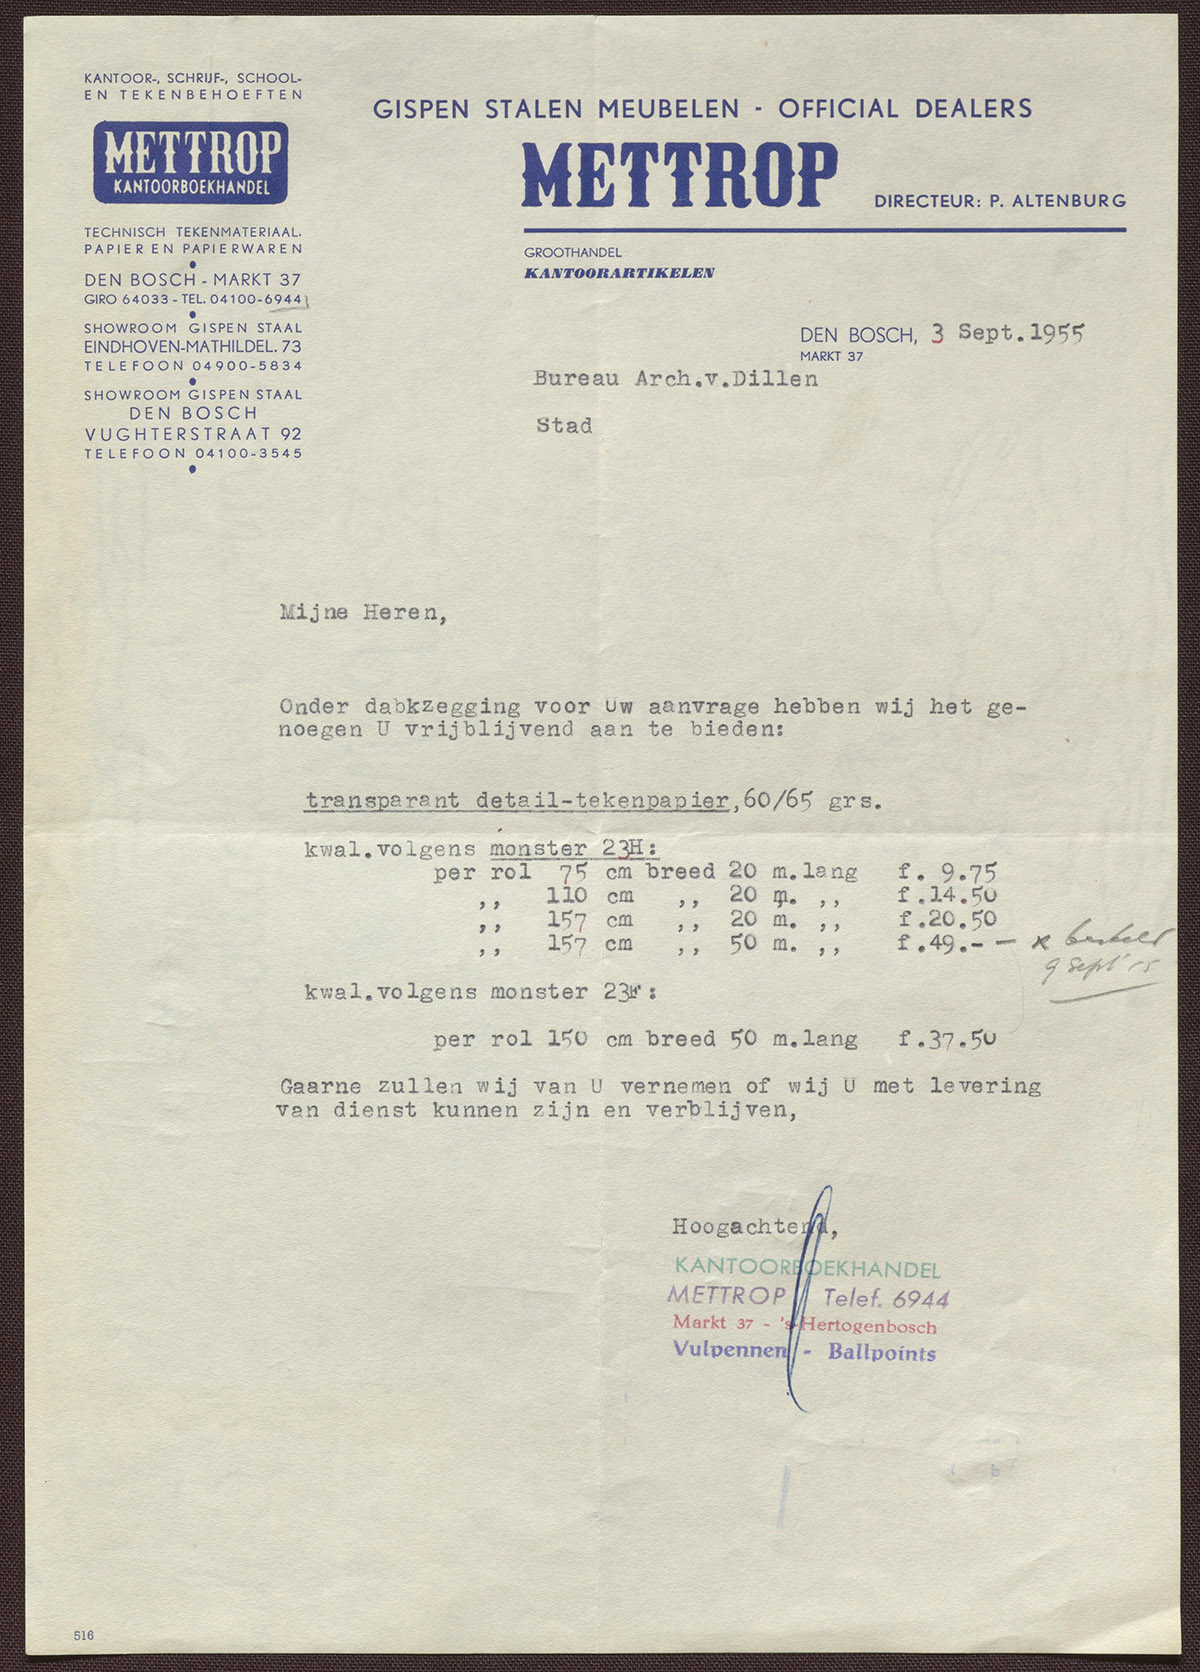 KANTOOR-, SCHRIJF-, SCHOOL-
EN TEKENBEHOEFTEN
METTROP
KANTOORBOEKHANDEL
TECHNISCH TEKENMATERIAAL.
PAPIER EN PAPIERWAREN
DEN BOSCH - MARKT 37
GIRO 64033 - TEL. 04100-6944
SHOWROOM GISPEN STAAL
EINDHOVEN-MATHILDEL. 73
TELEFOON 04900-5834
SHOWROOM GISPEN STAAL
DEN BOSCH
VUGHTERSTRAAT 92
TELEFOON 04100-3545
GISPEN STALEN MEUBELEN - OFFICIAL DEALERS
METTROP
DIRECTEUR: P. ALTENBURG
GROOTHANDEL
KANTOORARTIKELEN
DEN BOSCH, 3 Sept.1955
MARKT 37
Bureau Arch.v.Dillen
Stad
Mijne Heren,
Onder dabkzegging voor Uw aanvrage hebben wij het ge-
noegen U vrijblijvend aan te bieden:
transparant detail-tekenpapier,60/65 grs.
kwal.volgens monster 23H:
per rol 75 cm breed 20 m.lang f. 9.75
,, 110 cm ,, 20 m. ,, f.14.50
,, 157 cm ,, 20 m. ,, f.20.50
,, 157 cm ,, 50 m. ,, f.49.- - x besteld
9 Sept '55
kwal.volgens monster 23F:
per rol 150 cm breed 50 m.lang f.37.50
Gaarne zullen wij van U vernemen of wij U met levering
van dienst kunnen zijn en verblijven,
Hoogachtend,
KANTOORBOEKHANDEL
METTROP Telef. 6944
Markt 37 - 's-Hertogenbosch
Vulpennen - Ballpoints
516